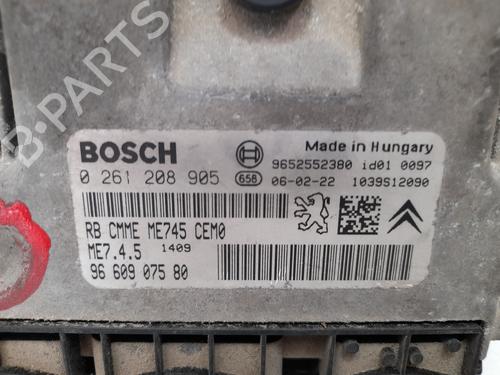 B-PARTS
BOSCH
Made in Hungary
9652552380 id01 0097
0 261 208 905 658 06-02-22 1039S12090
RB CMME ME745 CEM0
ME7.4.5 1409
96 609 075 80